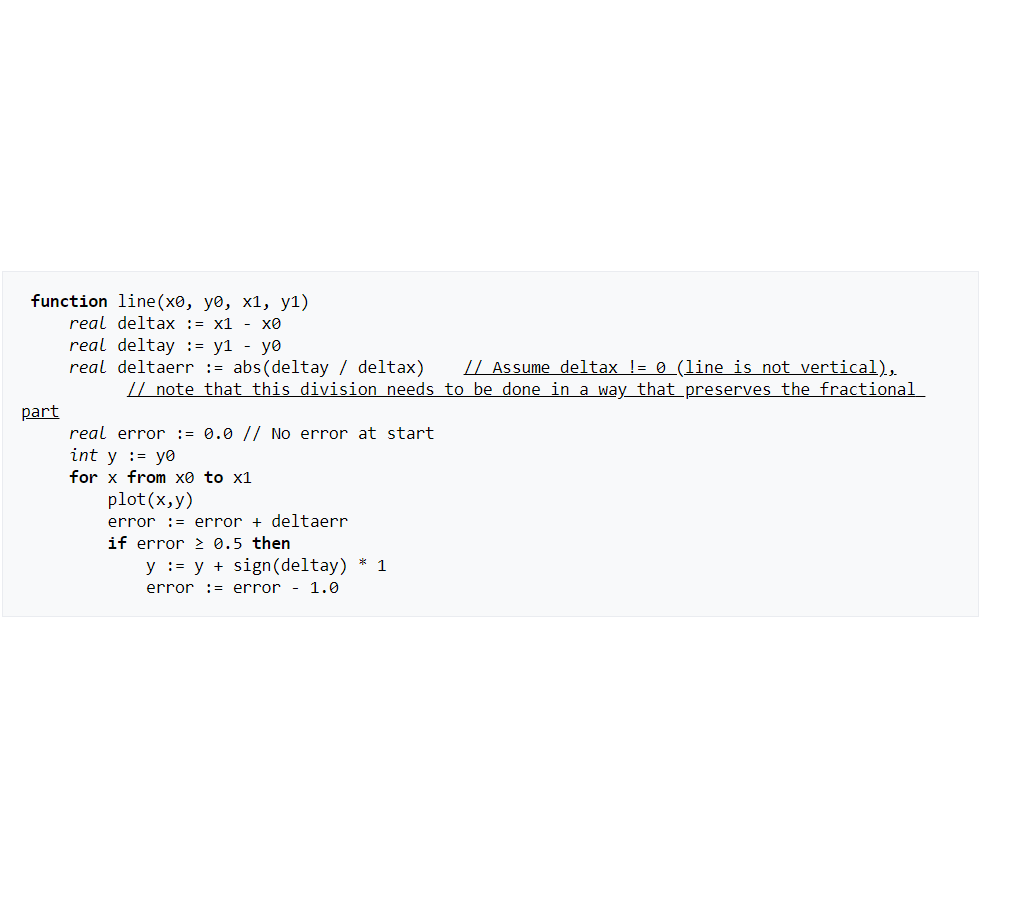 function line(x0, y0, x1, y1)
real deltax := x1 - x0
real deltay := y1 - y0
real deltaerr := abs(deltay / deltax)    // Assume deltax != 0 (line is not vertical),
// note that this division needs to be done in a way that preserves the fractional
part
real error := 0.0 // No error at start
int y := y0
for x from x0 to x1
plot(x,y)
error := error + deltaerr
if error ≥ 0.5 then
y := y + sign(deltay) * 1
error := error - 1.0